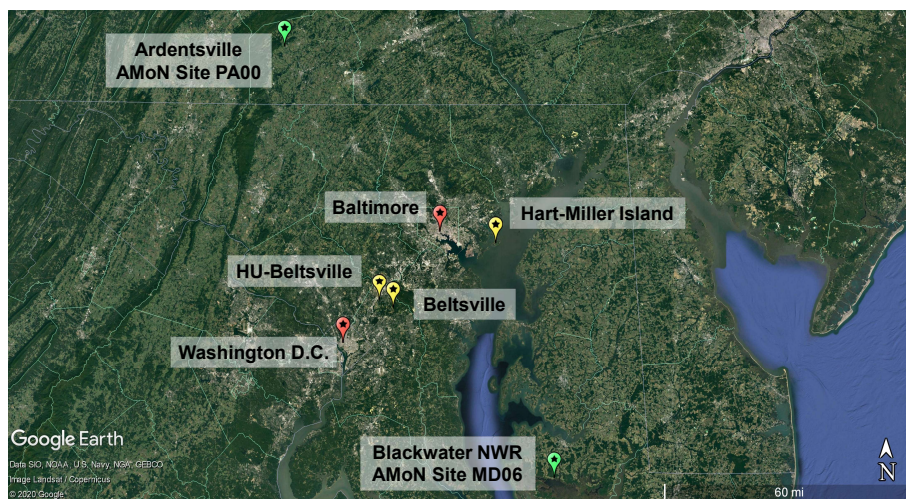 Ardentsville
AMoN Site PA00
Baltimore
Hart-Miller Island
HU-Beltsville
Beltsville
Washington D.C.
Blackwater NWR
AMoN Site MD06
Google Earth
Data SIO, NOAA, U.S. Navy, NGA, GEBCO
Image Landsat / Copernicus
© 2020 Google
N
60 mi